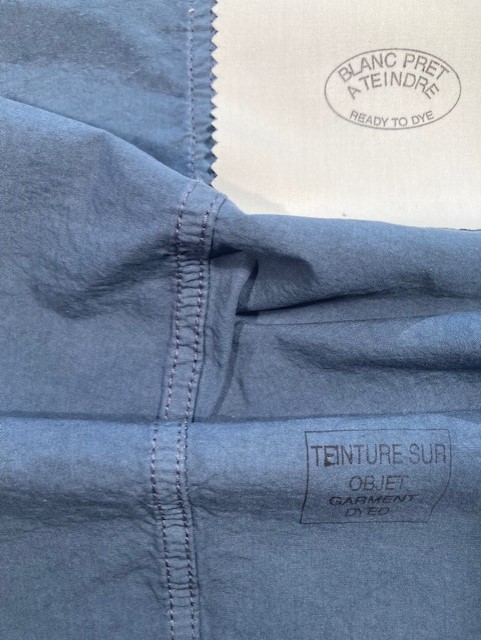 BLANC PRET
A TEINDRE
READY TO DYE
TEINTURE SUR
OBJET
GARMENT
DYED